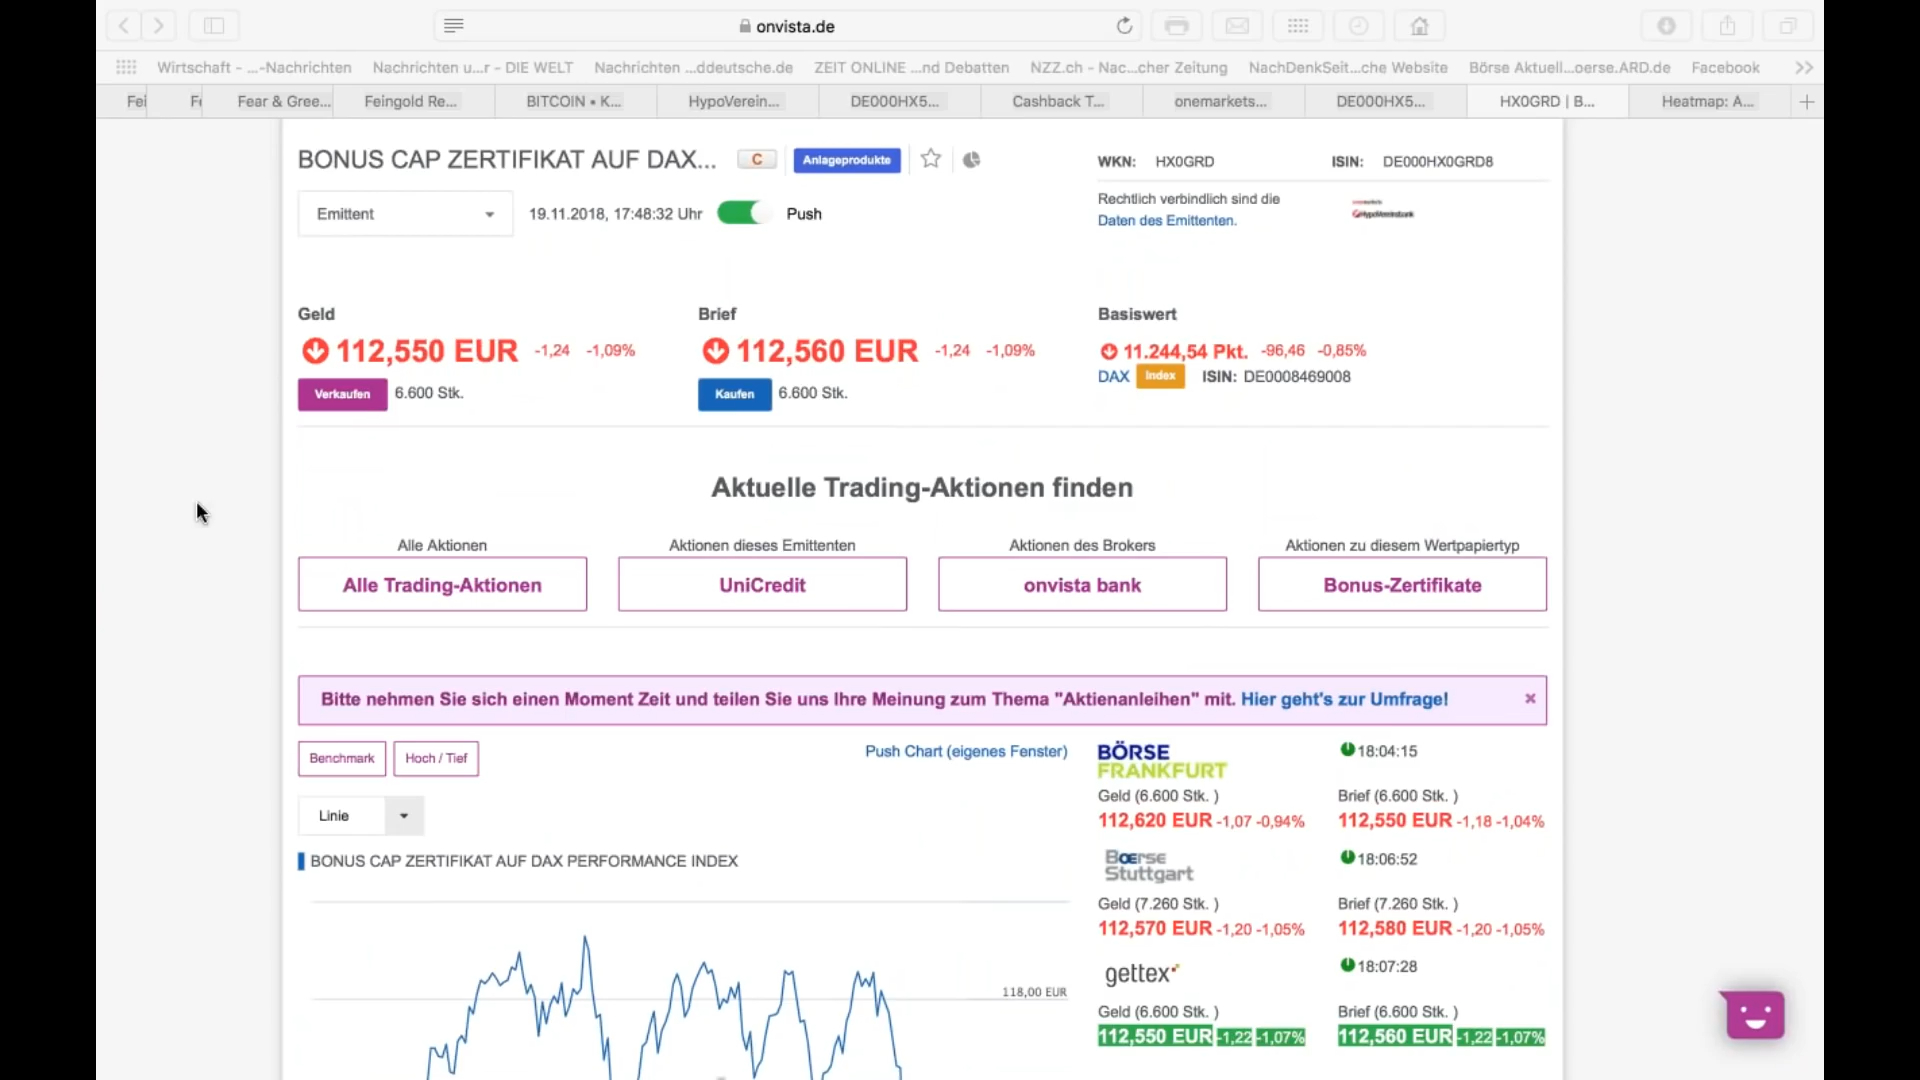 onvista.de
Wirtschaft - ...-Nachrichten Nachrichten u...r - DIE WELT Nachrichten ...ddeutsche.de ZEIT ONLINE ...nd Debatten NZZ.ch - Nac...cher Zeitung NachDenkSeit...che Website Börse Aktuell...oerse.ARD.de Facebook
Fei Fe Fear & Gree... Feingold Re... BITCOIN • K... HypoVerein... DE000HX5... Cashback T... onemarkets... DE000HX5... HX0GRD | B... Heatmap: A...
BONUS CAP ZERTIFIKAT AUF DAX... C Anlageprodukte WKN: HX0GRD ISIN: DE000HX0GRD8
Emittent 19.11.2018, 17:48:32 Uhr Push
Rechtlich verbindlich sind die
Daten des Emittenten.
HypoVereinsbank
Geld Brief Basiswert
112,550 EUR -1,24 -1,09% 112,560 EUR -1,24 -1,09% 11.244,54 Pkt. -96,46 -0,85%
DAX Index ISIN: DE0008469008
Verkaufen 6.600 Stk. Kaufen 6.600 Stk.
Aktuelle Trading-Aktionen finden
Alle Aktionen Aktionen dieses Emittenten Aktionen des Brokers Aktionen zu diesem Wertpapiertyp
Alle Trading-Aktionen UniCredit onvista bank Bonus-Zertifikate
Bitte nehmen Sie sich einen Moment Zeit und teilen Sie uns Ihre Meinung zum Thema "Aktienanleihen" mit. Hier geht's zur Umfrage!
Benchmark Hoch / Tief Push Chart (eigenes Fenster)
Linie
BONUS CAP ZERTIFIKAT AUF DAX PERFORMANCE INDEX
118,00 EUR
BÖRSE
FRANKFURT
18:04:15
Geld (6.600 Stk. ) Brief (6.600 Stk. )
112,620 EUR -1,07 -0,94% 112,550 EUR -1,18 -1,04%
Bœrse
Stuttgart
18:06:52
Geld (7.260 Stk. ) Brief (7.260 Stk. )
112,570 EUR -1,20 -1,05% 112,580 EUR -1,20 -1,05%
gettex
18:07:28
Geld (6.600 Stk. ) Brief (6.600 Stk. )
112,550 EUR -1,22 -1,07% 112,560 EUR -1,22 -1,07%